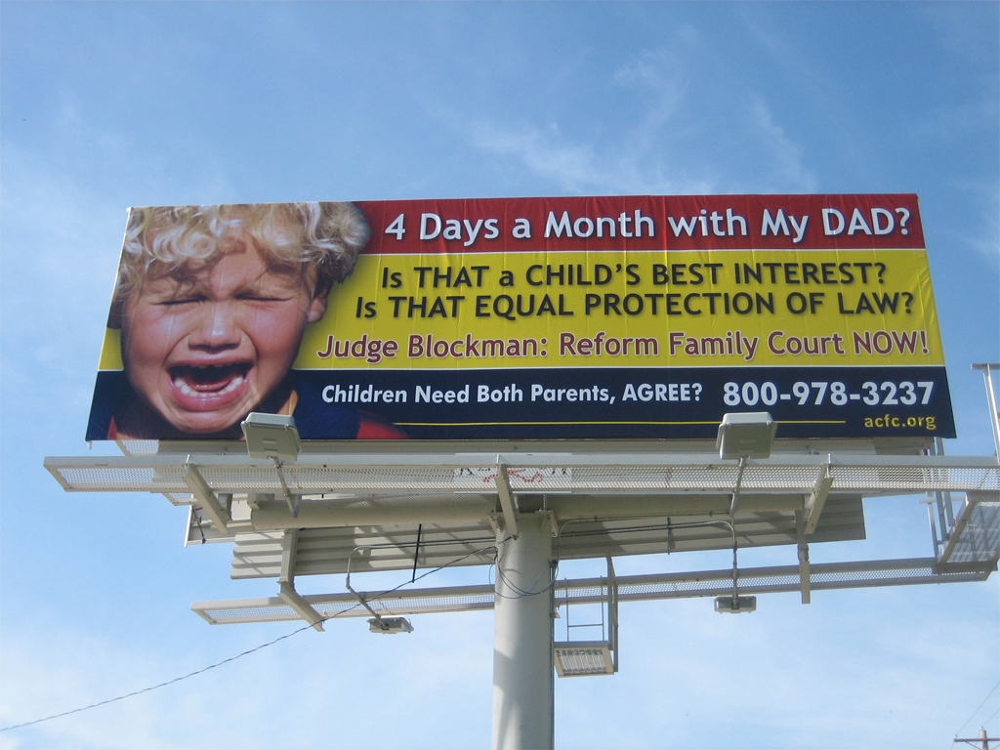 4 Days a Month with My DAD?
Is THAT a CHILD'S BEST INTEREST?
Is THAT EQUAL PROTECTION OF LAW?
Judge Blockman: Reform Family Court NOW!
Children Need Both Parents, AGREE? 800-978-3237
acfc.org